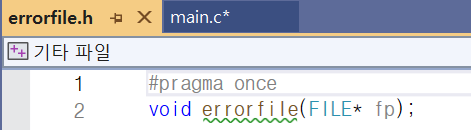 errorfile.h
main.c*
기타 파일
1 #pragma once
2 void errorfile(FILE* fp);